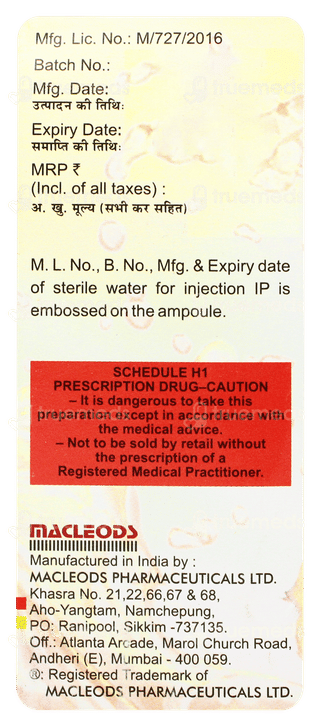 Mfg. Lic. No.: M/727/2016
Batch No.:
Mfg. Date:
उत्पादन की तिथिः
Expiry Date:
समाप्ति की तिथिः
MRP ₹
(Incl. of all taxes) :
अ. खु. मूल्य (सभी कर सहित)
M. L. No., B. No., Mfg. & Expiry date
of sterile water for injection IP is
embossed on the ampoule.
SCHEDULE H1
PRESCRIPTION DRUG–CAUTION
– It is dangerous to take this
preparation except in accordance with
the medical advice.
– Not to be sold by retail without
the prescription of a
Registered Medical Practitioner.
MACLEODS
Manufactured in India by :
MACLEODS PHARMACEUTICALS LTD.
Khasra No. 21,22,66,67 & 68,
Aho-Yangtam, Namchepung,
PO: Ranipool, Sikkim -737135.
Off.: Atlanta Arcade, Marol Church Road,
Andheri (E), Mumbai - 400 059.
®: Registered Trademark of
MACLEODS PHARMACEUTICALS LTD.